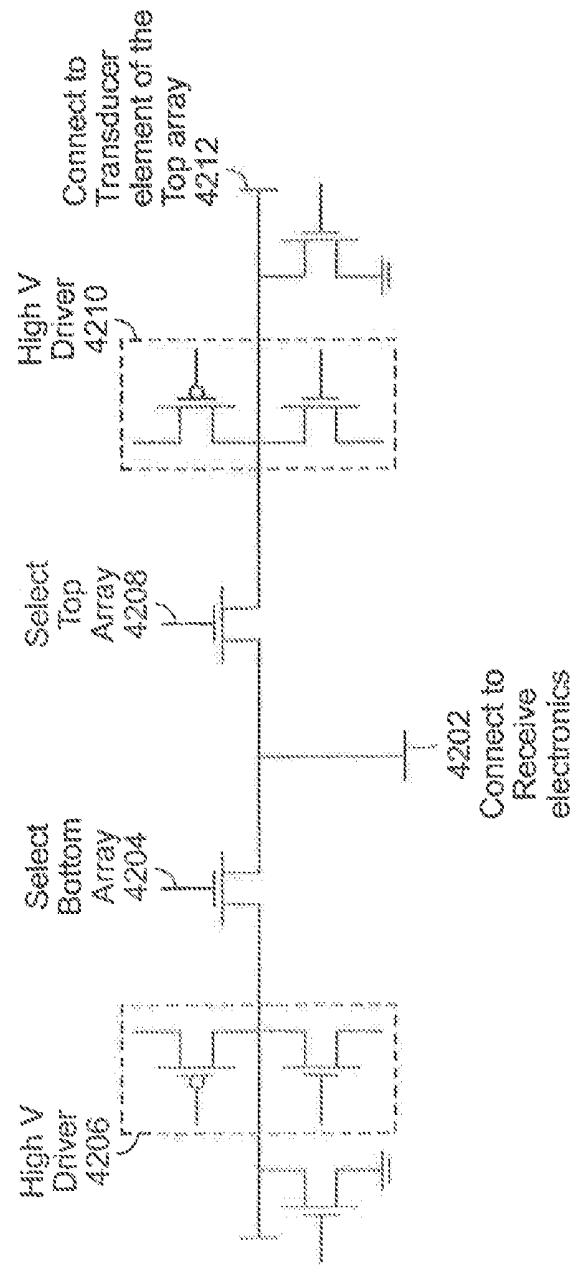 High V
Driver
4206
Select
Bottom
Array
4204
4202
Connect to
Receive
electronics
Select
Top
Array
4208
High V
Driver
4210
Connect to
Transducer
element of the
Top array
4212